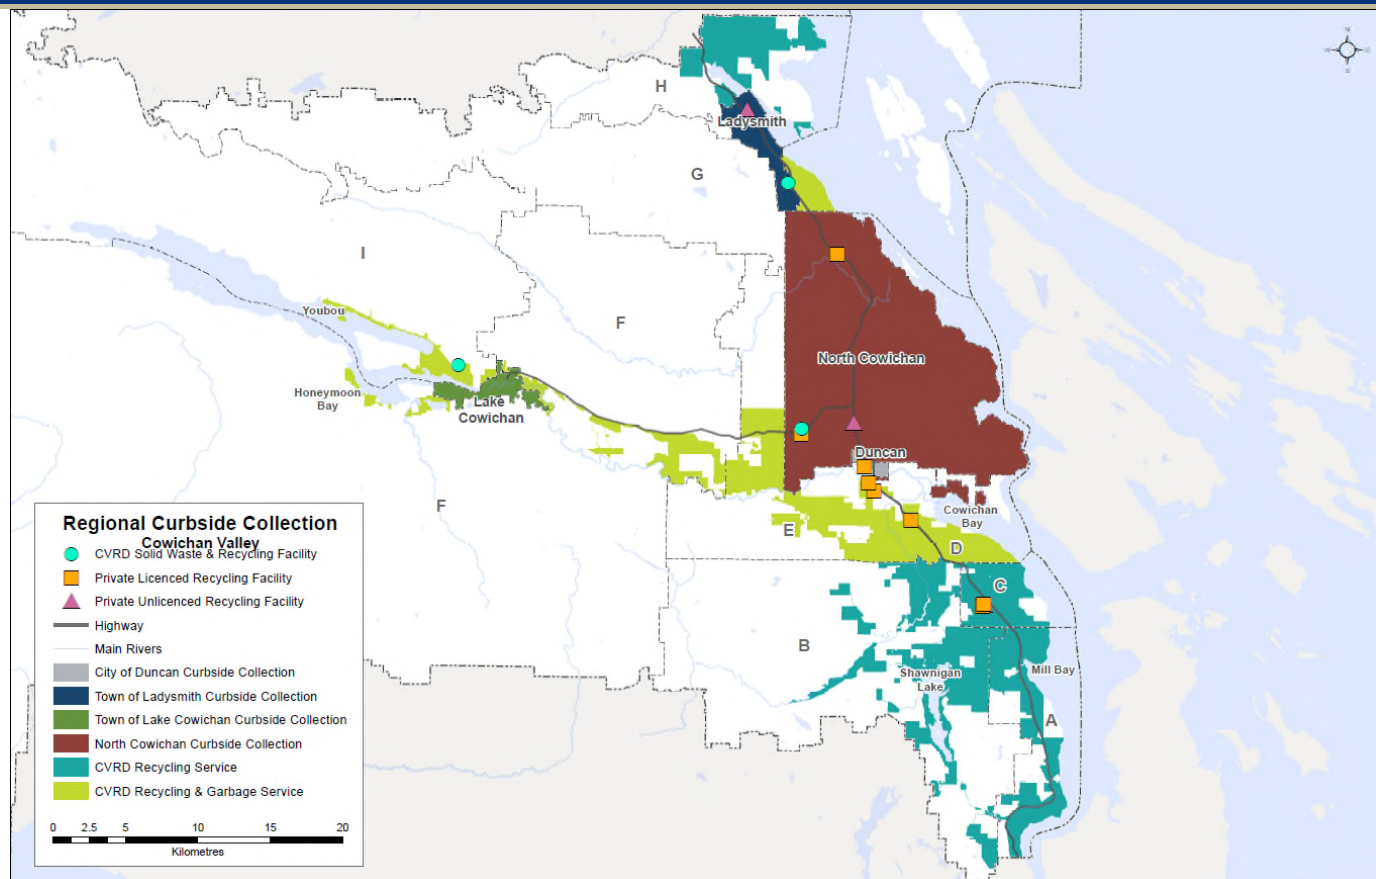 N
W
E
S
H
Ladysmith
G
I
Youbou
F
North Cowichan
Honeymoon
Bay
Lake
Cowichan
Duncan
F
Cowichan
Bay
E
D
C
B
Shawnigan
Lake
Mill Bay
A
Regional Curbside Collection
Cowichan Valley
CVRD Solid Waste & Recycling Facility
Private Licenced Recycling Facility
Private Unlicenced Recycling Facility
Highway
Main Rivers
City of Duncan Curbside Collection
Town of Ladysmith Curbside Collection
Town of Lake Cowichan Curbside Collection
North Cowichan Curbside Collection
CVRD Recycling Service
CVRD Recycling & Garbage Service
0 2.5 5 10 15 20
Kilometres